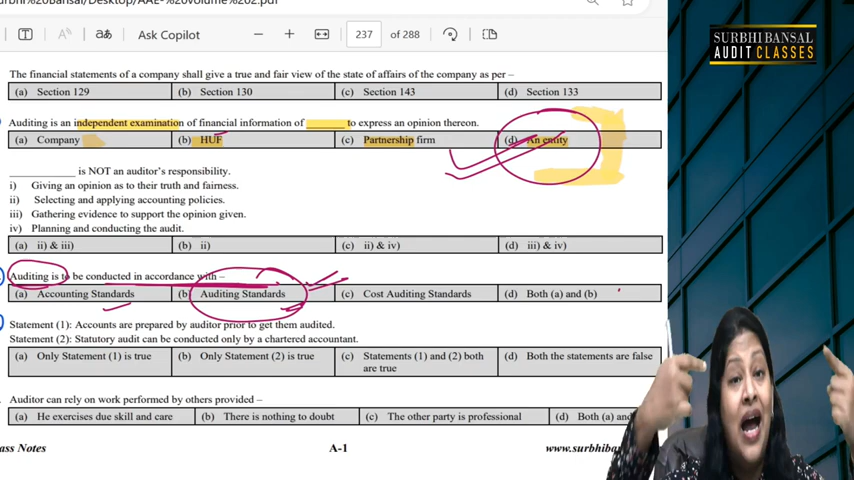 Desktop/AAE-%20Volume%202.pdf
aあ
Ask Copilot
237 of 288
SURBHI BANSAL
AUDIT CLASSES
The financial statements of a company shall give a true and fair view of the state of affairs of the company as per –
(a) Section 129 (b) Section 130 (c) Section 143 (d) Section 133
Auditing is an independent examination of financial information of _______ to express an opinion thereon.
(a) Company (b) HUF (c) Partnership firm (d) An entity
____________ is NOT an auditor's responsibility.
i) Giving an opinion as to their truth and fairness.
ii) Selecting and applying accounting policies.
iii) Gathering evidence to support the opinion given.
iv) Planning and conducting the audit.
(a) ii) & iii) (b) ii) (c) ii) & iv) (d) iii) & iv)
Auditing is to be conducted in accordance with –
(a) Accounting Standards (b) Auditing Standards (c) Cost Auditing Standards (d) Both (a) and (b)
Statement (1): Accounts are prepared by auditor prior to get them audited.
Statement (2): Statutory audit can be conducted only by a chartered accountant.
(a) Only Statement (1) is true (b) Only Statement (2) is true (c) Statements (1) and (2) both are true (d) Both the statements are false
Auditor can rely on work performed by others provided –
(a) He exercises due skill and care (b) There is nothing to doubt (c) The other party is professional (d) Both (a) and
Notes A-1 www.surbhi